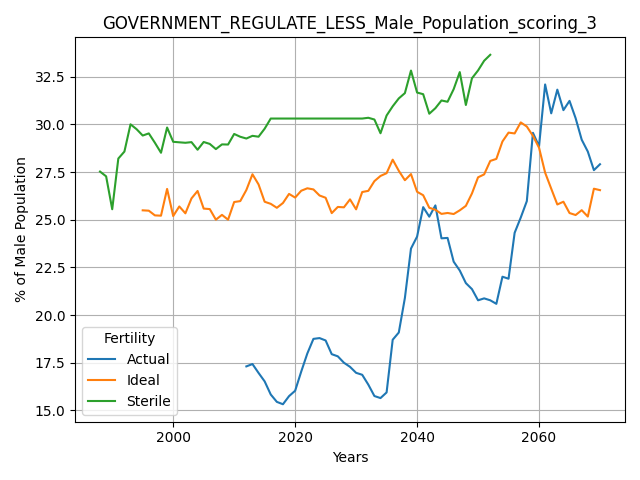 GOVERNMENT_REGULATE_LESS_Male_Population_scoring_3
% of Male Population
32.5
30.0
27.5
25.0
22.5
20.0
17.5
15.0
Fertility
Actual
Ideal
Sterile
2000
2020
2040
2060
Years